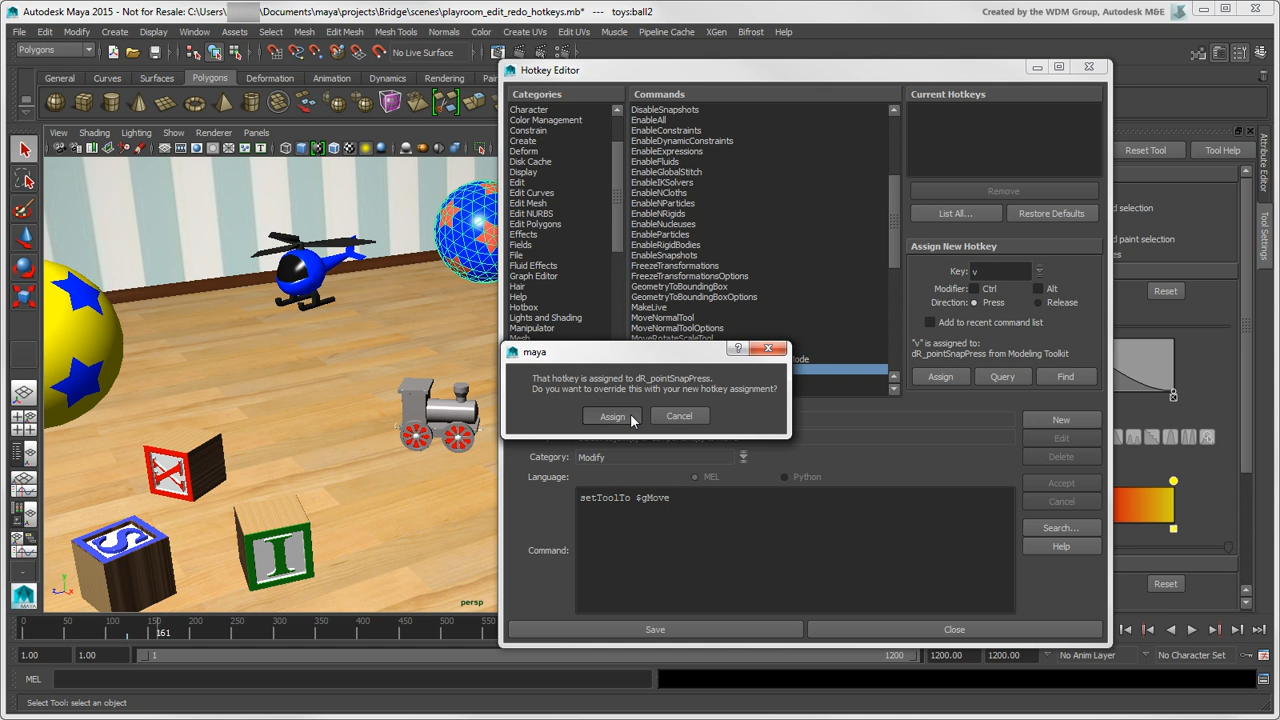 Autodesk Maya 2015 - Not for Resale: C:\Users\ \Documents\maya\projects\Bridge\scenes\playroom_edit_redo_hotkeys.mb* --- toys:ball2
Created by the WDM Group, Autodesk M&E
File Edit Modify Create Display Window Assets Select Mesh Edit Mesh Mesh Tools Normals Color Create UVs Edit UVs Muscle Pipeline Cache XGen Bifrost Help
Polygons
No Live Surface
General Curves Surfaces Polygons Deformation Animation Dynamics Rendering
View Shading Lighting Show Renderer Panels
Hotkey Editor
Categories
Character
Color Management
Constrain
Create
Deform
Disk Cache
Display
Edit
Edit Curves
Edit Mesh
Edit NURBS
Edit Polygons
Effects
Fields
File
Fluid Effects
Graph Editor
Hair
Help
Hotbox
Lights and Shading
Manipulator
Mesh
Commands
DisableSnapshots
EnableAll
EnableConstraints
EnableDynamicConstraints
EnableExpressions
EnableFluids
EnableGlobalStitch
EnableIKSolvers
EnableNCloths
EnableNParticles
EnableNRigids
EnableNucleuses
EnableParticles
EnableRigidBodies
EnableSnapshots
FreezeTransformations
FreezeTransformationsOptions
GeometryToBoundingBox
GeometryToBoundingBoxOptions
MakeLive
MoveNormalTool
MoveNormalToolOptions
MoveRotateScaleTool
ode
Current Hotkeys
Remove
List All... Restore Defaults
Assign New Hotkey
Key: v
Modifier: Ctrl Alt
Direction: Press Release
Add to recent command list
"v" is assigned to:
dR_pointSnapPress from Modeling Toolkit
Assign Query Find
maya
That hotkey is assigned to dR_pointSnapPress.
Do you want to override this with your new hotkey assignment?
Assign Cancel
Category: Modify
Language: MEL Python
setToolTo $gMove
Command:
New
Edit
Delete
Accept
Cancel
Search...
Help
Save Close
Reset Tool Tool Help
d selection
d paint selection
Reset
Reset
Attribute Editor
Tool Settings
X
S
I
y
z x
persp
MAYA
0 50 100 150 200 250 300 350 400 450 500 550
161
1.00 1.00 1 1200 1200.00 1200.00 No Anim Layer No Character Set
MEL
Select Tool: select an object